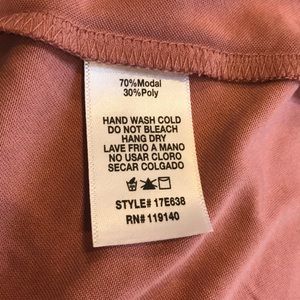 70%Modal
30%Poly
HAND WASH COLD
DO NOT BLEACH
HANG DRY
LAVE FRIO A MANO
NO USAR CLORO
SECAR COLGADO
STYLE# 17E638
RN# 119140